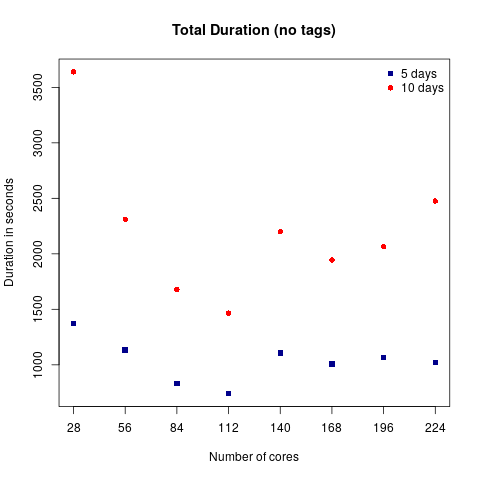 Total Duration (no tags)
5 days
10 days
Duration in seconds
3500
3000
2500
2000
1500
1000
28 56 84 112 140 168 196 224
Number of cores